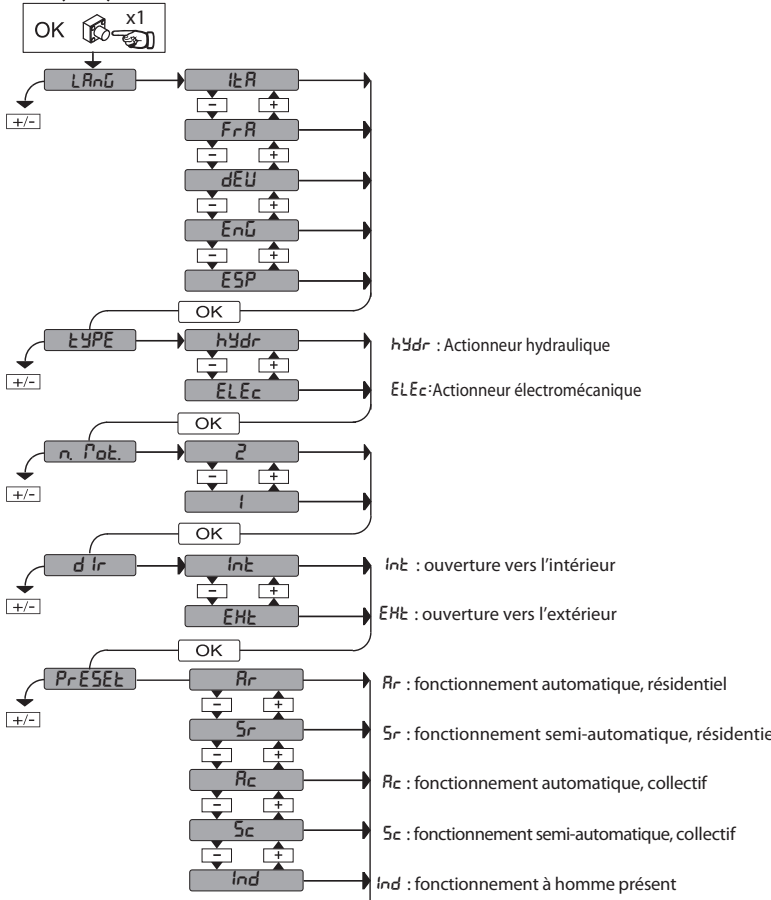 OK x1
LAnG ItA
+/-
- +
FrA
- +
dEU
- +
EnG
- +
ESP
OK
tYPE hYdr hYdr : Actionneur hydraulique
+/-
- +
ELEc ELEc:Actionneur électromécanique
OK
n. Mot. 2
+/-
- +
1
OK
dIr Int Int : ouverture vers l'intérieur
+/-
- +
EHt EHt : ouverture vers l'extérieur
OK
PrESEt Ar Ar : fonctionnement automatique, résidentiel
+/-
- +
Sr Sr : fonctionnement semi-automatique, résidentie
- +
Ac Ac : fonctionnement automatique, collectif
- +
Sc Sc : fonctionnement semi-automatique, collectif
- +
Ind Ind : fonctionnement à homme présent